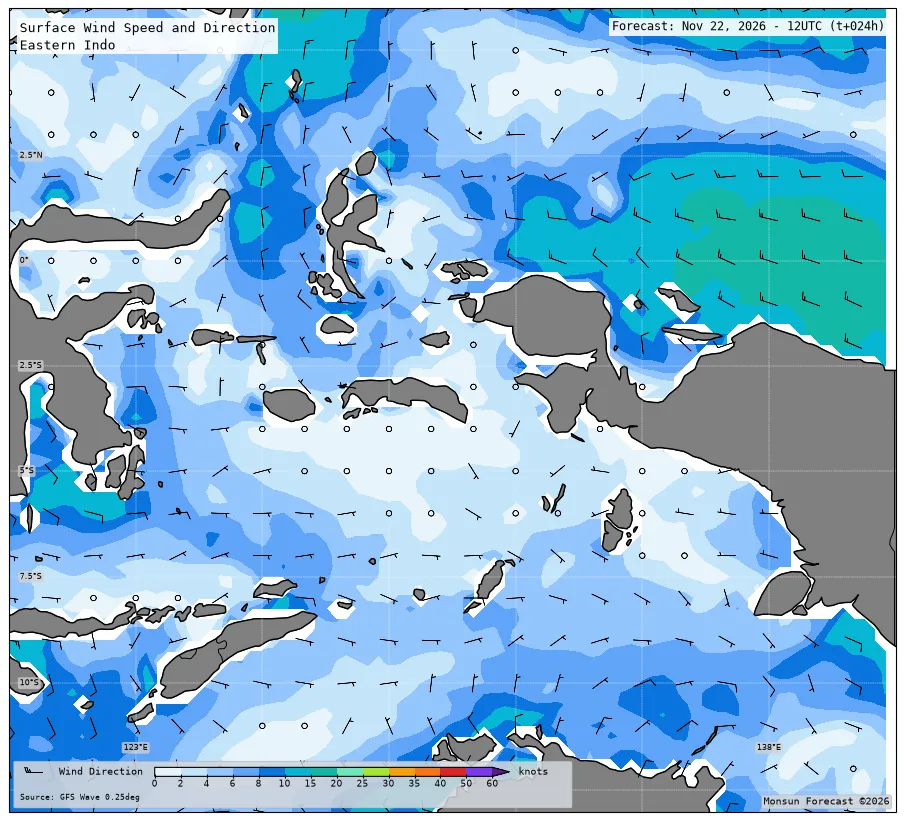 Surface Wind Speed and Direction
Eastern Indo
Forecast: Nov 22, 2026 - 12UTC (t+024h)
2.5°N
0°
2.5°S
5°S
7.5°S
10°S
123°E
138°E
Wind Direction
0 2 4 6 8 10 15 20 25 30 35 40 50 60
knots
Source: GFS Wave 0.25deg
Monsun Forecast ©2026